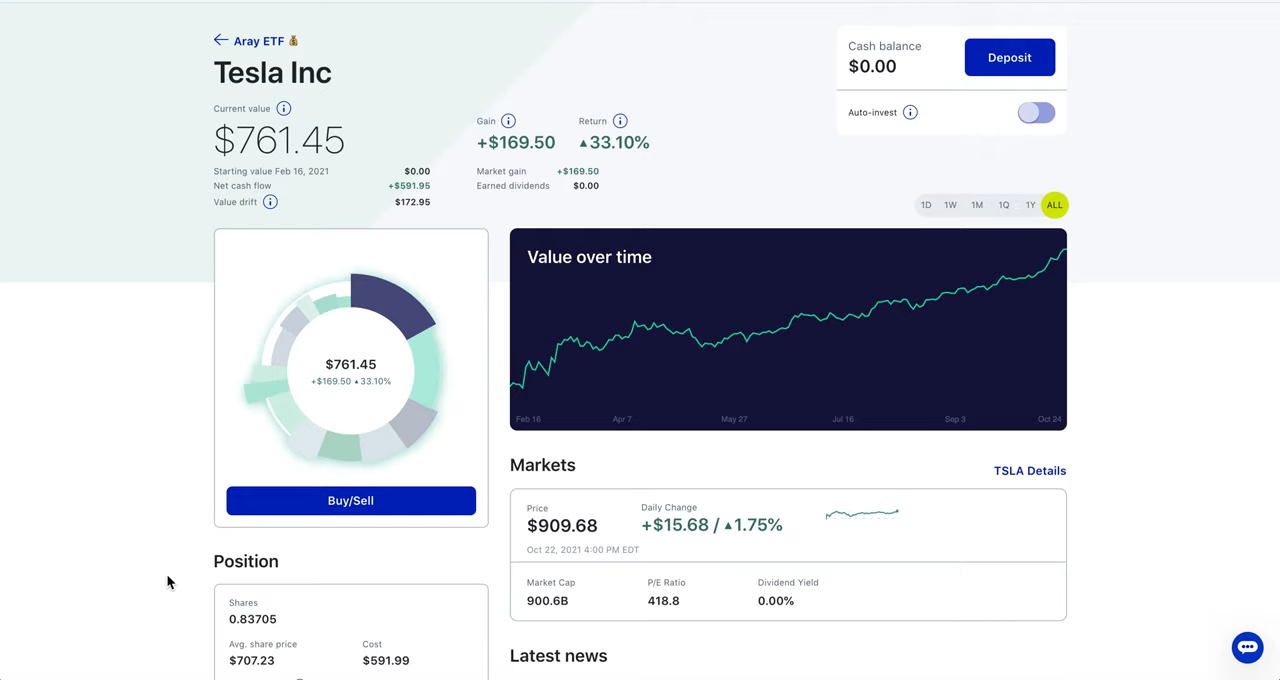 Aray ETF 💰
Tesla Inc
Current value
$761.45
Starting value Feb 16, 2021 $0.00
Net cash flow +$591.95
Value drift $172.95
Gain
+$169.50
Return
▲33.10%
Market gain +$169.50
Earned dividends $0.00
Cash balance
$0.00
Deposit
Auto-invest
1D 1W 1M 1Q 1Y ALL
$761.45
+$169.50 ▲33.10%
Buy/Sell
Value over time
Feb 16 Apr 7 May 27 Jul 16 Sep 3 Oct 24
Markets
TSLA Details
Price
$909.68
Daily Change
+$15.68 / ▲1.75%
Oct 22, 2021 4:00 PM EDT
Market Cap
900.6B
P/E Ratio
418.8
Dividend Yield
0.00%
Position
Shares
0.83705
Avg. share price
$707.23
Cost
$591.99
Latest news